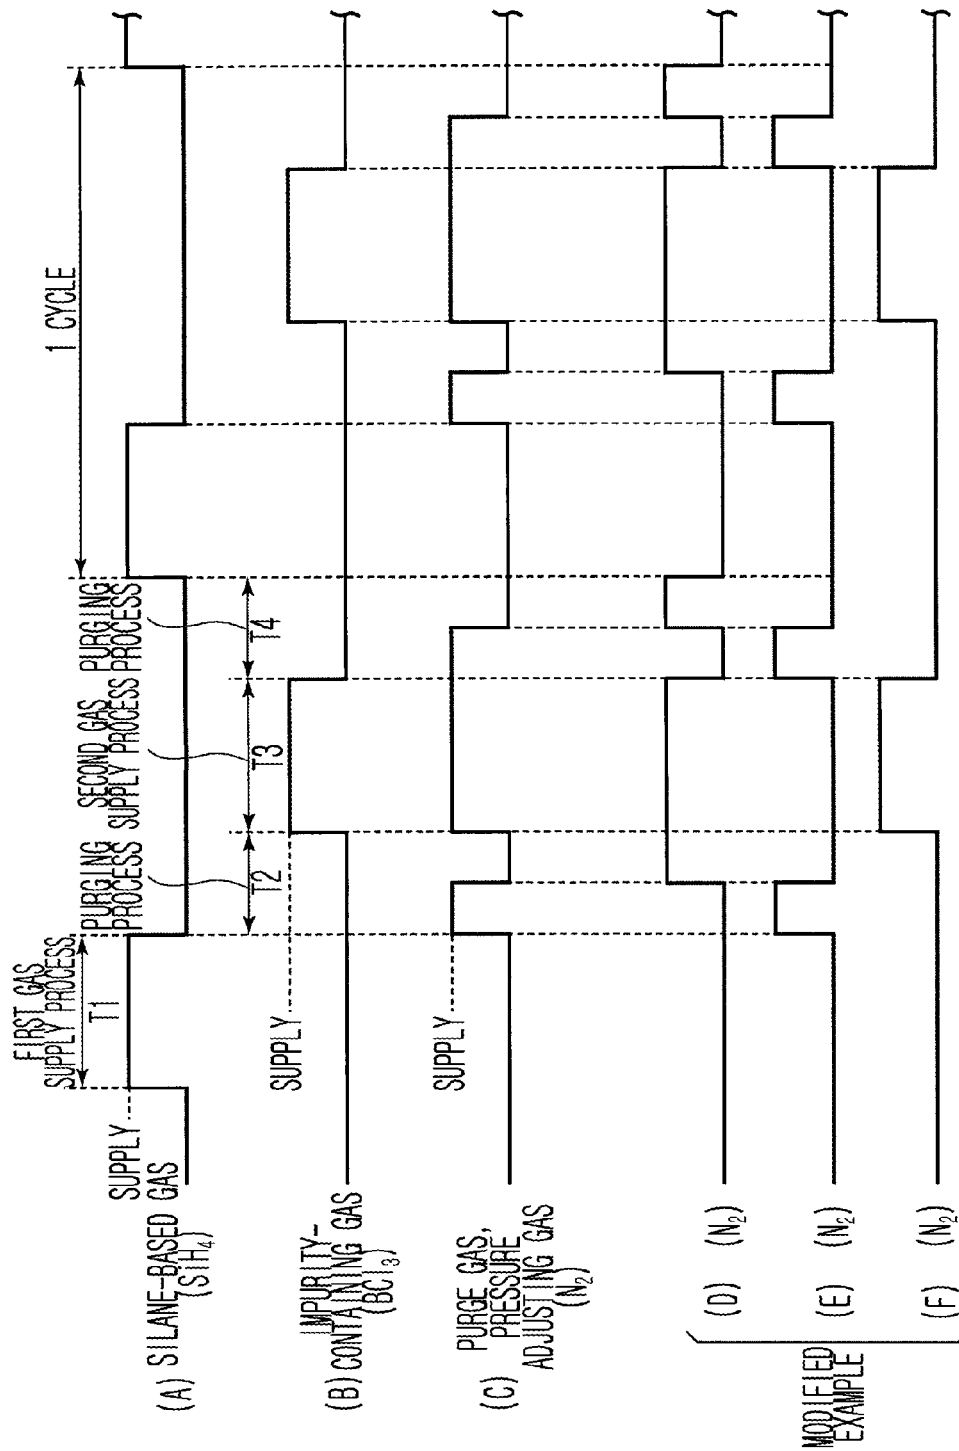 FIRST GAS
SUPPLY PROCESS
T1
PURGING
PROCESS
T2
SECOND GAS
SUPPLY PROCESS
T3
PURGING
PROCESS
T4
1 CYCLE
SUPPLY
(A) SILANE-BASED GAS
(SiH4)
SUPPLY
IMPURITY-
(B) CONTAINING GAS
(BCl3)
SUPPLY
PURGE GAS,
PRESSURE
(C) ADJUSTING GAS
(N2)
MODIFIED
EXAMPLE
(D) (N2)
(E) (N2)
(F) (N2)